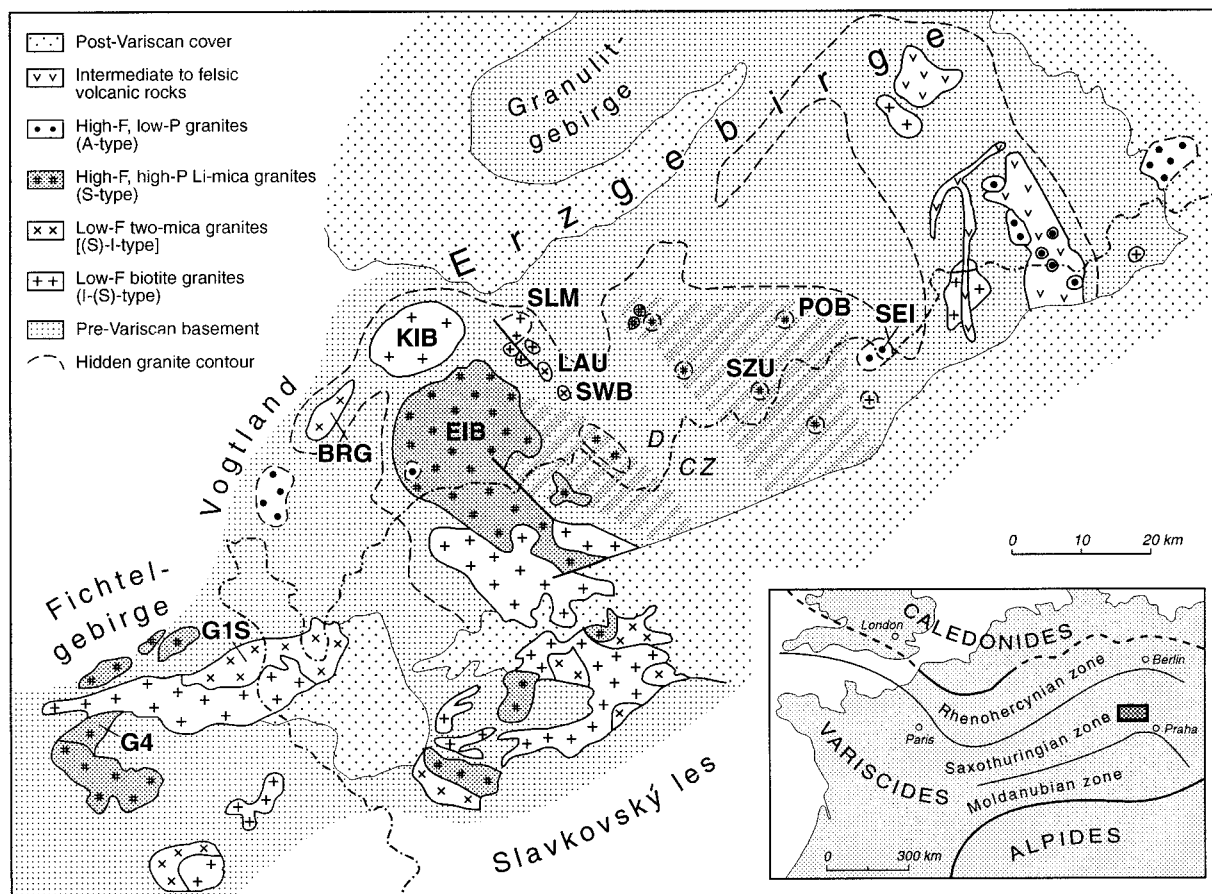 Post-Variscan cover
Intermediate to felsic
volcanic rocks
High-F, low-P granites
(A-type)
High-F, high-P Li-mica granites
(S-type)
Low-F two-mica granites
[(S)-I-type]
Low-F biotite granites
(I-(S)-type)
Pre-Variscan basement
Hidden granite contour
Granulit-
gebirge
Erzgebirge
SLM
KIB
LAU
SWB
POB
SEI
SZU
EIB
BRG
D
CZ
Vogtland
Fichtel-
gebirge
G1S
G4
Slavkovský les
0 20 km
CALEDONIDES
London
Berlin
Rhenohercynian zone
Paris
Praha
Saxothuringian zone
VARISCIDES
Moldanubian zone
ALPIDES
0 300 km